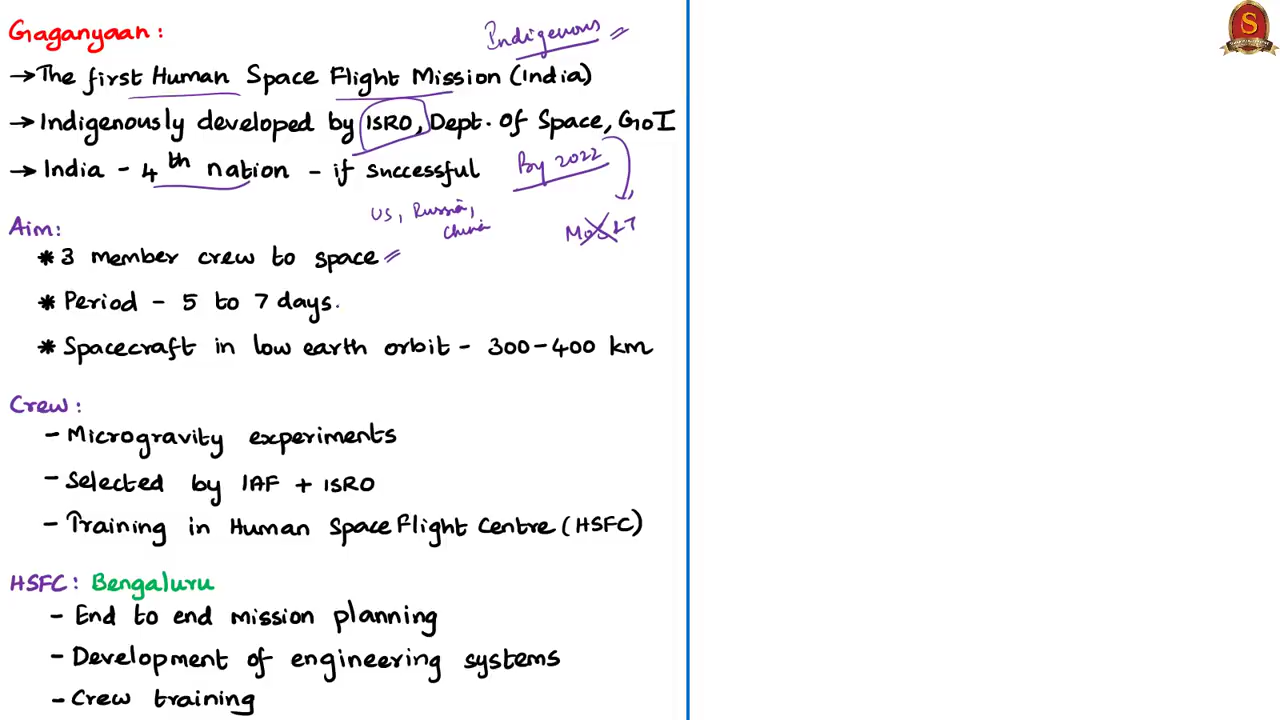 Gaganyaan:
Indigenous
→The first Human Space Flight Mission (India)
→ Indigenously developed by ISRO, Dept. Of Space, GoI
→ India - 4th nation - if successful
By 2022
US, Russia,
China
Aim:
* 3 member crew to space
* Period - 5 to 7 days.
* Spacecraft in low earth orbit - 300-400 km
Crew:
- Microgravity experiments
- Selected by IAF + ISRO
- Training in Human Space Flight Centre (HSFC)
HSFC: Bengaluru
- End to end mission planning
- Development of engineering systems
- Crew training
S